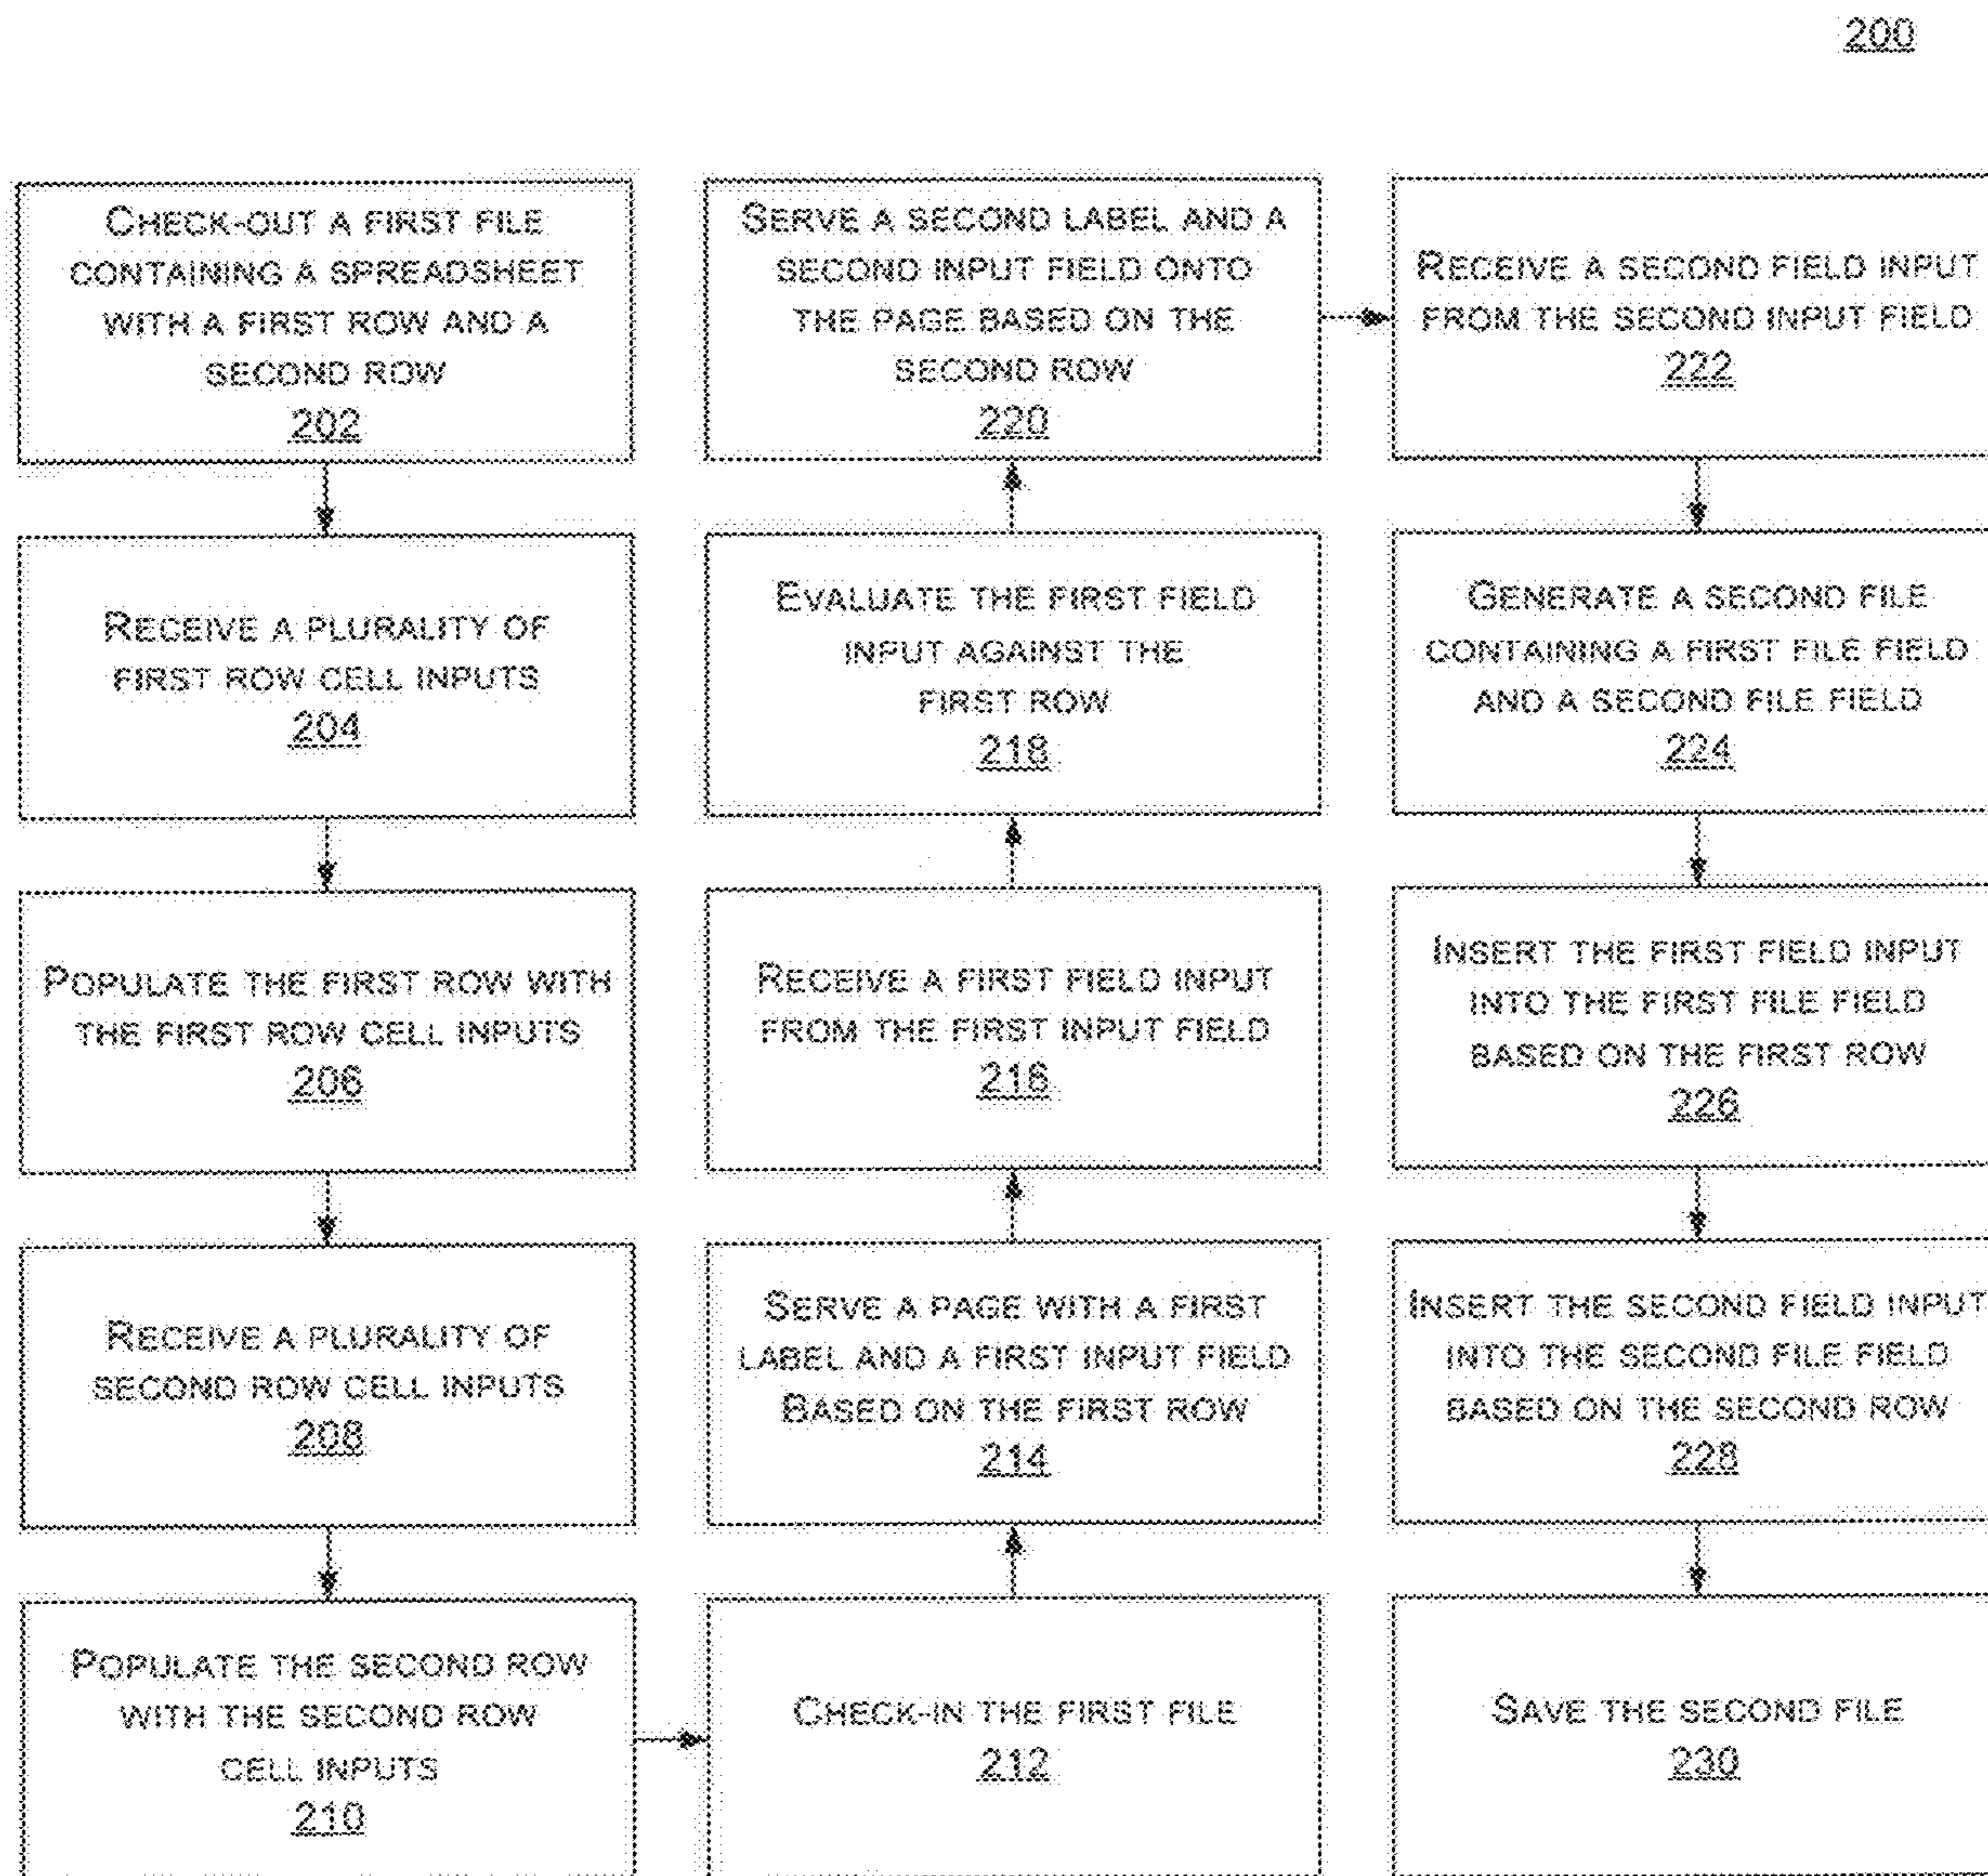 200
CHECK-OUT A FIRST FILE
CONTAINING A SPREADSHEET
WITH A FIRST ROW AND A
SECOND ROW
202
RECEIVE A PLURALITY OF
FIRST ROW CELL INPUTS
204
POPULATE THE FIRST ROW WITH
THE FIRST ROW CELL INPUTS
206
RECEIVE A PLURALITY OF
SECOND ROW CELL INPUTS
208
POPULATE THE SECOND ROW
WITH THE SECOND ROW
CELL INPUTS
210
CHECK-IN THE FIRST FILE
212
SERVE A PAGE WITH A FIRST
LABEL AND A FIRST INPUT FIELD
BASED ON THE FIRST ROW
214
RECEIVE A FIRST FIELD INPUT
FROM THE FIRST INPUT FIELD
216
EVALUATE THE FIRST FIELD
INPUT AGAINST THE
FIRST ROW
218
SERVE A SECOND LABEL AND A
SECOND INPUT FIELD ONTO
THE PAGE BASED ON THE
SECOND ROW
220
RECEIVE A SECOND FIELD INPUT
FROM THE SECOND INPUT FIELD
222
GENERATE A SECOND FILE
CONTAINING A FIRST FILE FIELD
AND A SECOND FILE FIELD
224
INSERT THE FIRST FIELD INPUT
INTO THE FIRST FILE FIELD
BASED ON THE FIRST ROW
226
INSERT THE SECOND FIELD INPUT
INTO THE SECOND FILE FIELD
BASED ON THE SECOND ROW
228
SAVE THE SECOND FILE
230